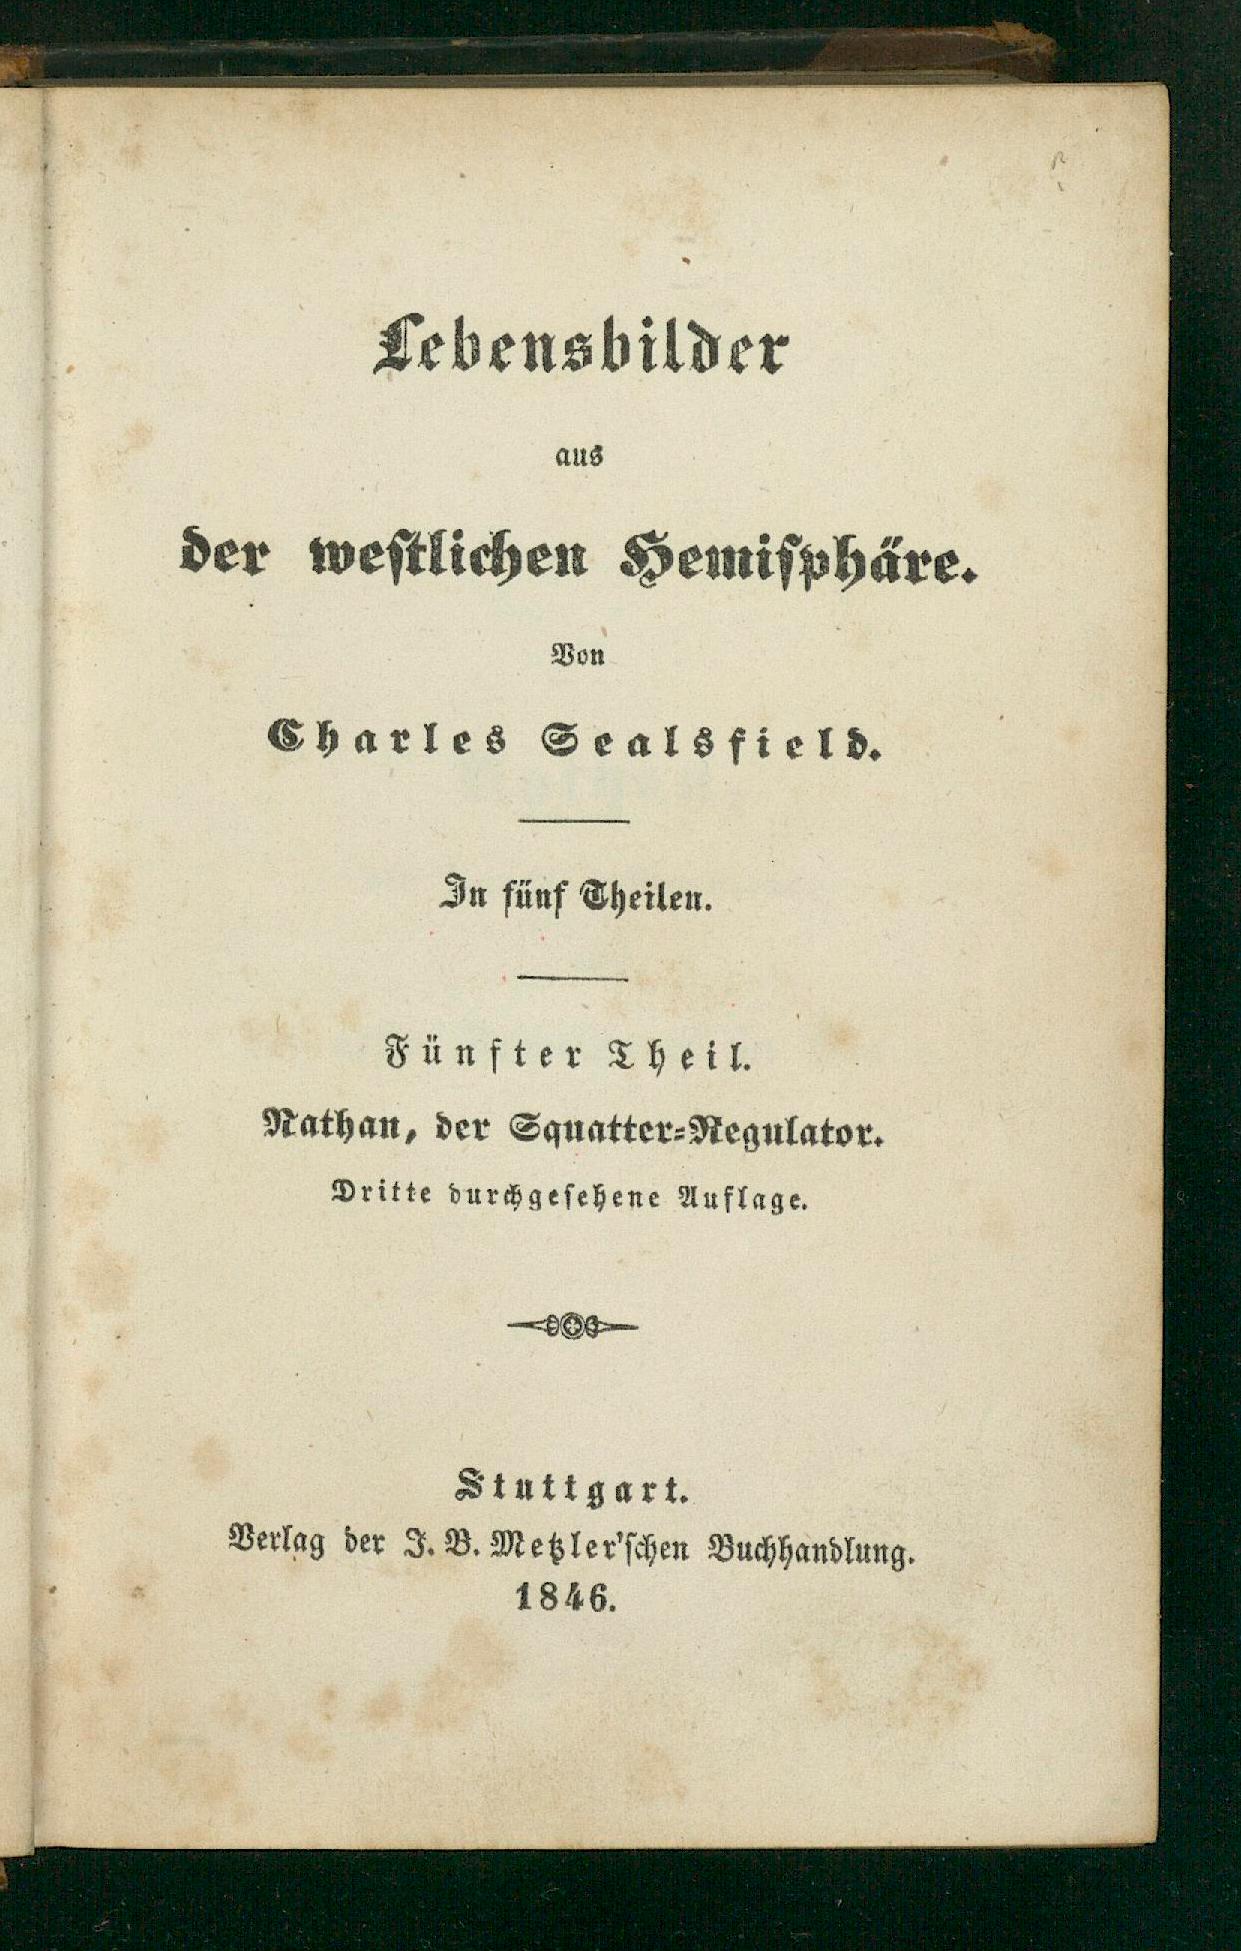 Lebensbilder
aus
der westlichen Hemisphäre.
Von
Charles Sealsfield.
In fünf Theilen.
Fünfter Theil.
Nathan, der Squatter-Regulator.
Dritte durchgesehene Auflage.
Stuttgart.
Verlag der J. B. Metzler'schen Buchhandlung.
1846.